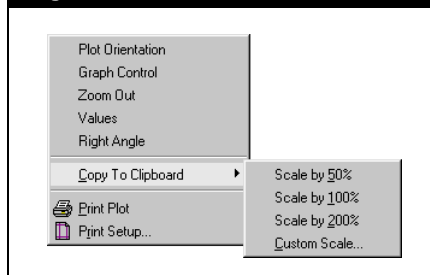 Plot Orientation
Graph Control
Zoom Out
Values
Right Angle
Copy To Clipboard
Scale by 50%
Scale by 100%
Scale by 200%
Custom Scale...
Print Plot
Print Setup...